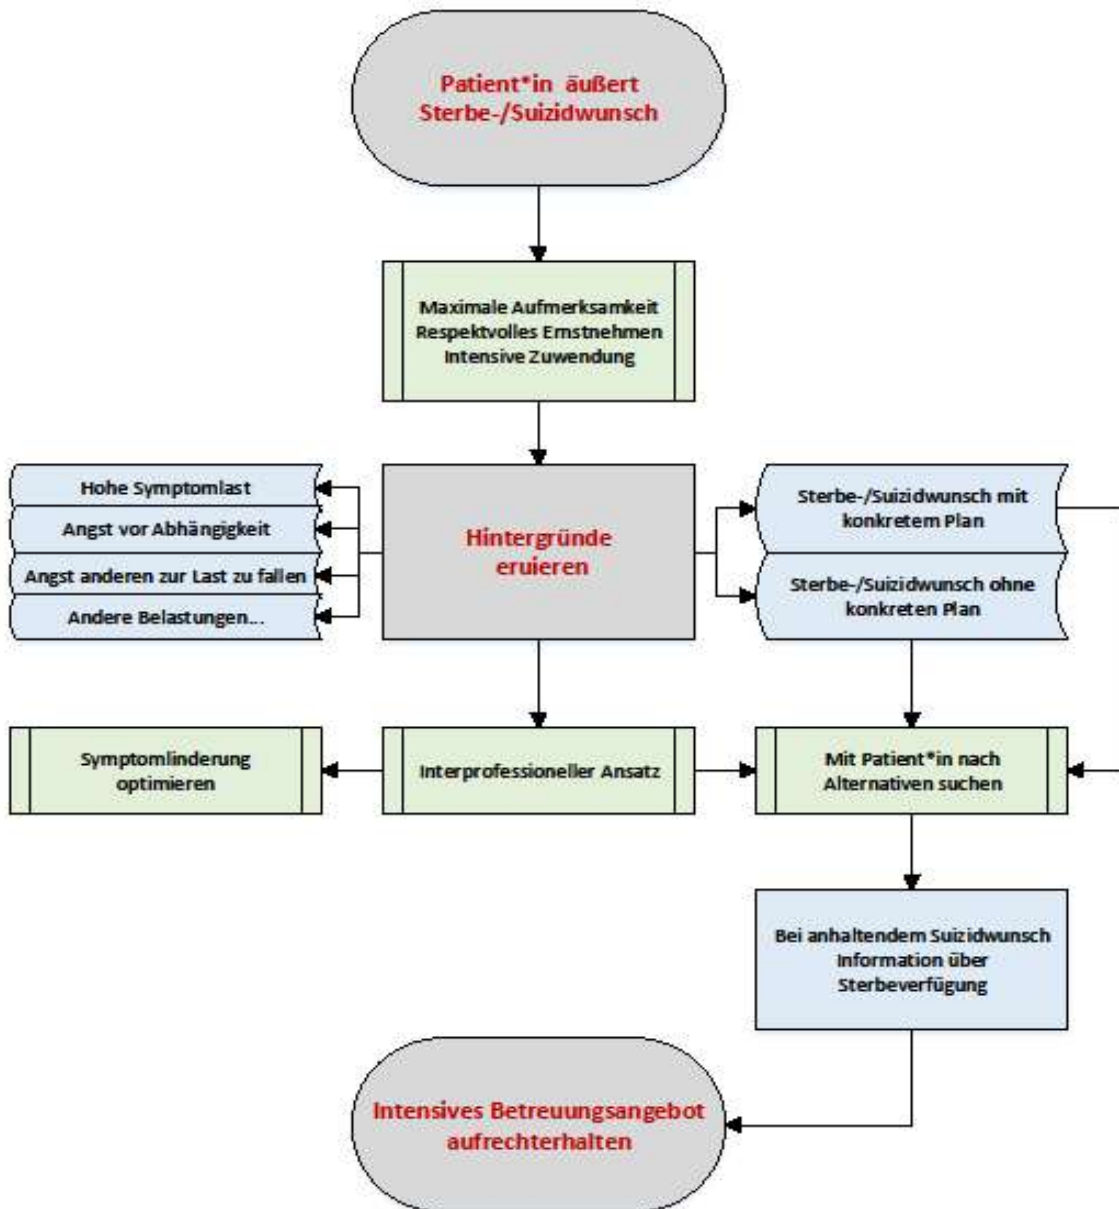 Patient*in äußert
Sterbe-/Suizidwunsch
Maximale Aufmerksamkeit
Respektvolles Ernstnehmen
Intensive Zuwendung
Hohe Symptomlast
Angst vor Abhängigkeit
Angst anderen zur Last zu fallen
Andere Belastungen...
Hintergründe
eruieren
Sterbe-/Suizidwunsch mit
konkretem Plan
Sterbe-/Suizidwunsch ohne
konkreten Plan
Symptomlinderung
optimieren
Interprofessioneller Ansatz
Mit Patient*in nach
Alternativen suchen
Bei anhaltendem Suizidwunsch
Information über
Sterbeverfügung
Intensives Betreuungsangebot
aufrechterhalten